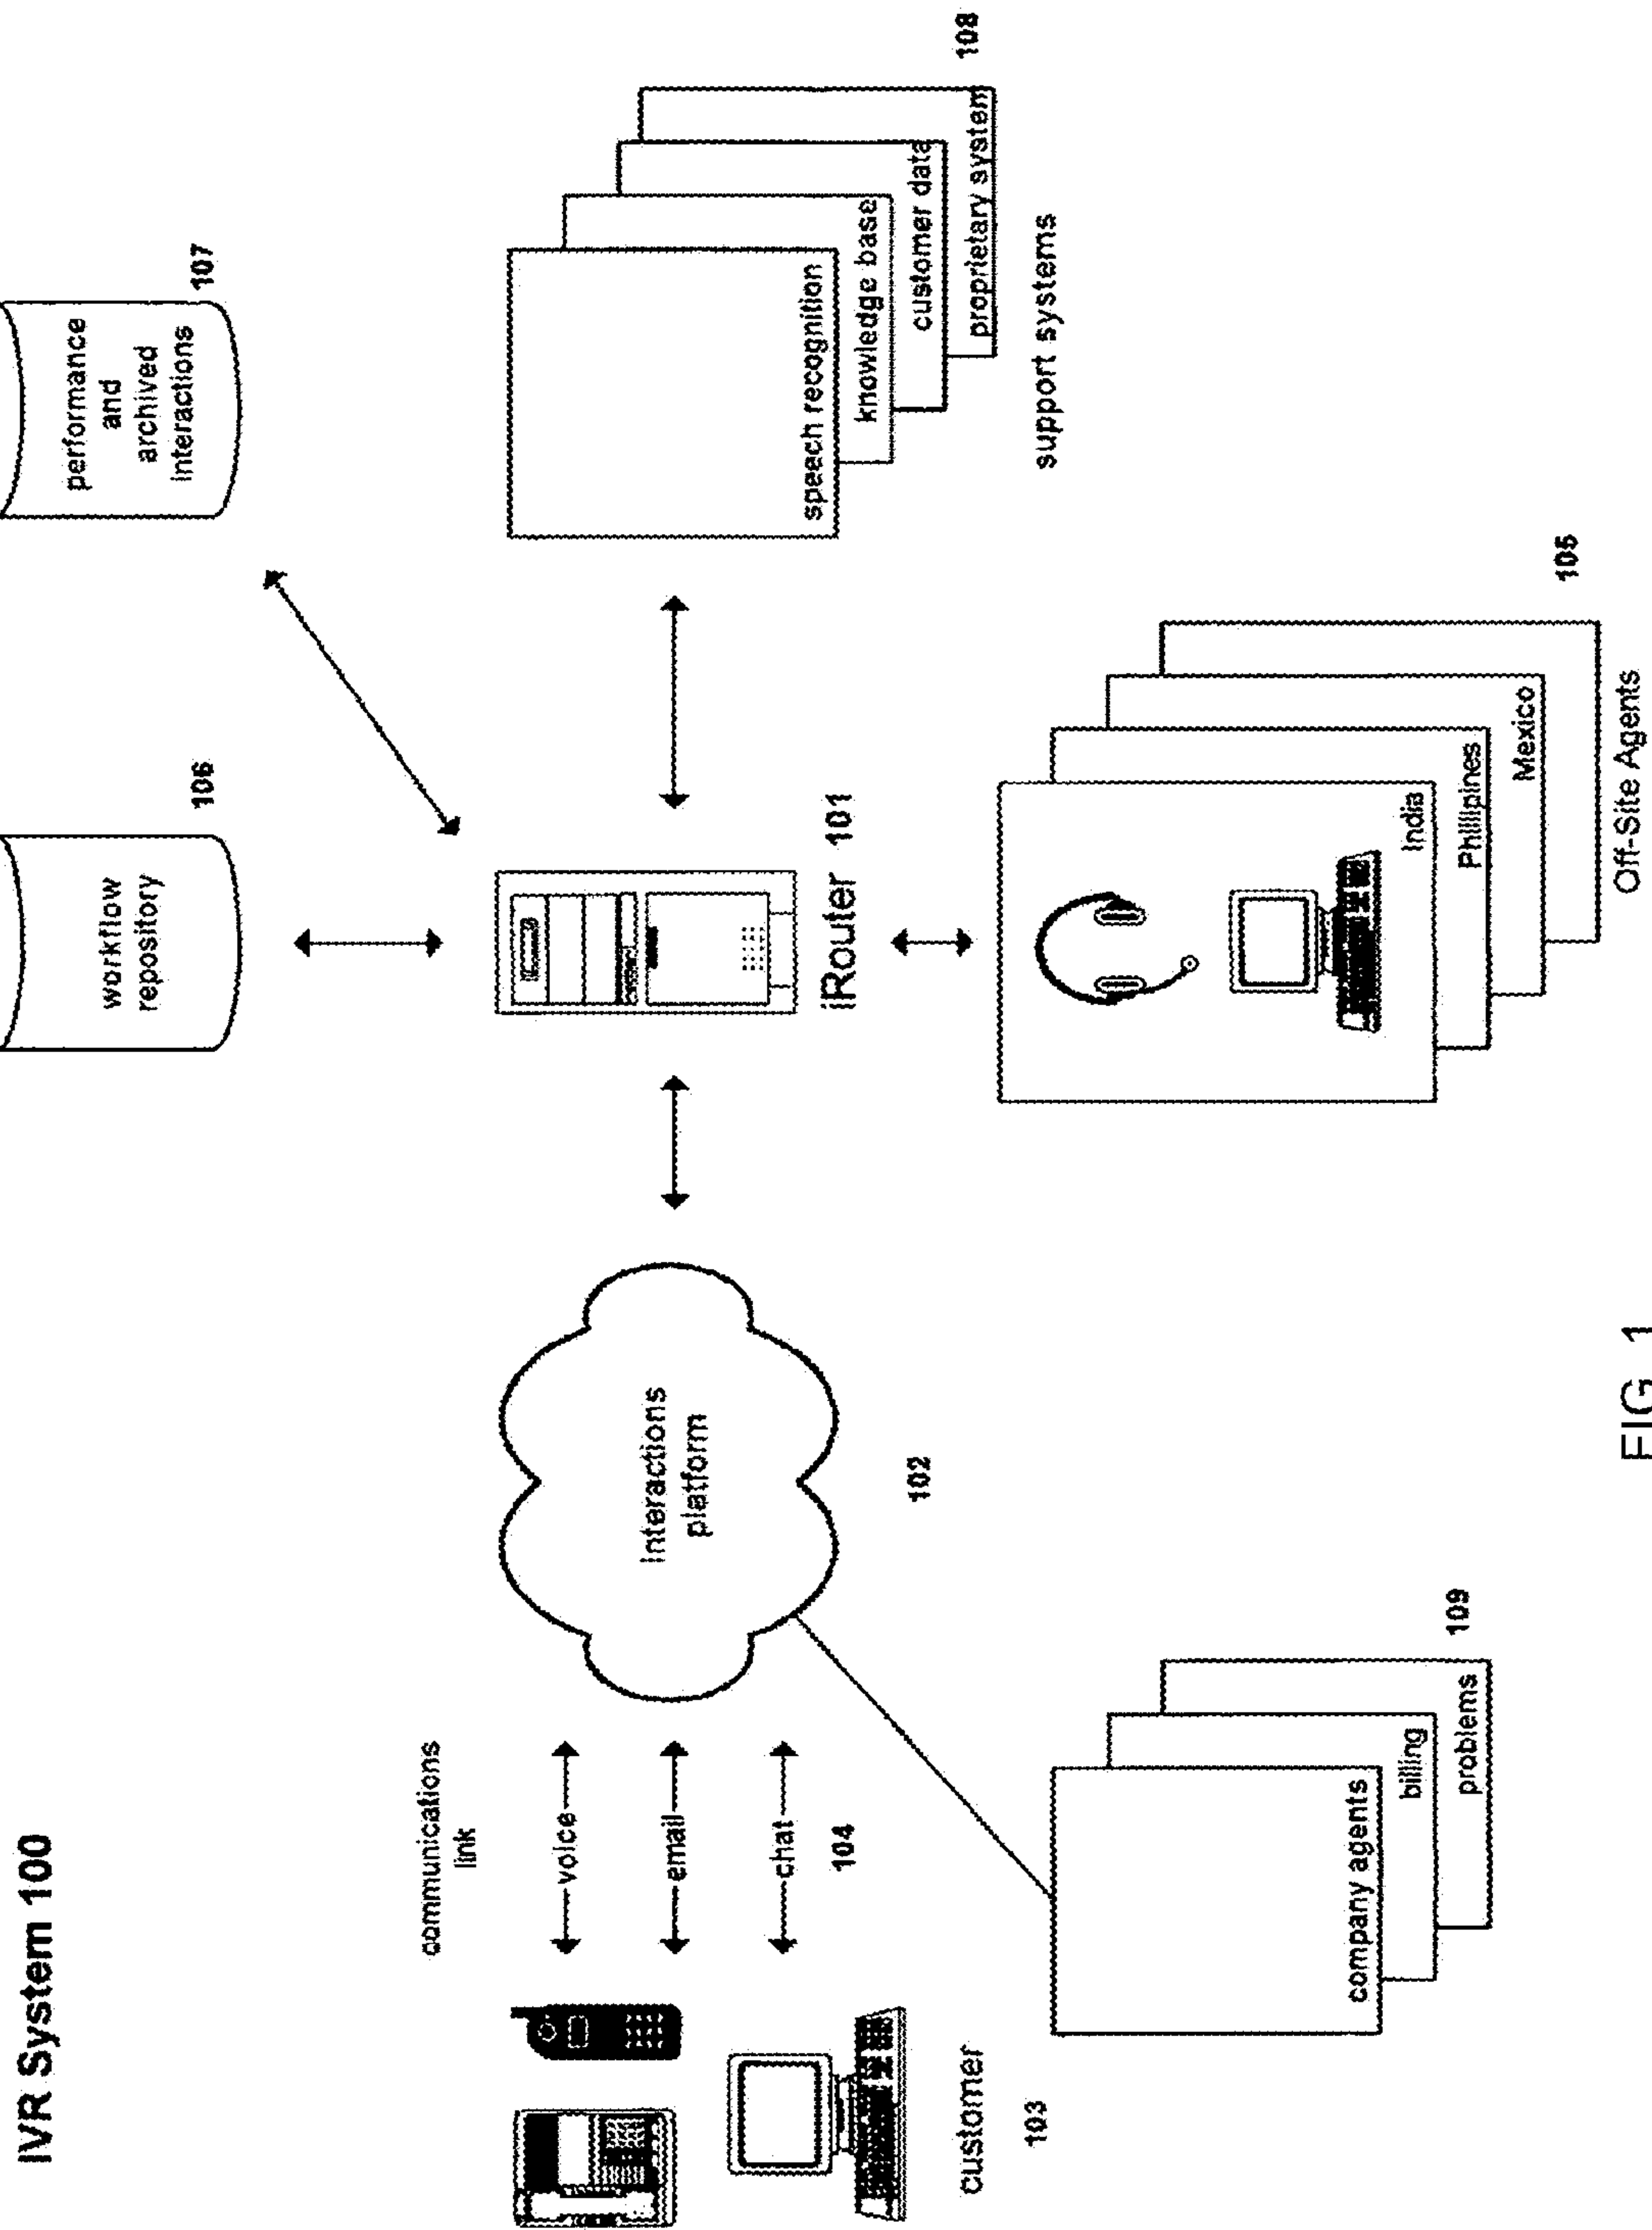 IVR System 100
workflow
repository
106
performance
and
archived
interactions
107
communications
link
voice
email
chat
104
customer
103
Interactions
platform
102
iRouter 101
speech recognition
knowledge base
customer data
proprietary system
108
support systems
company agents
billing
problems
109
India
Phillipines
Mexico
105
Off-Site Agents
FIG. 1